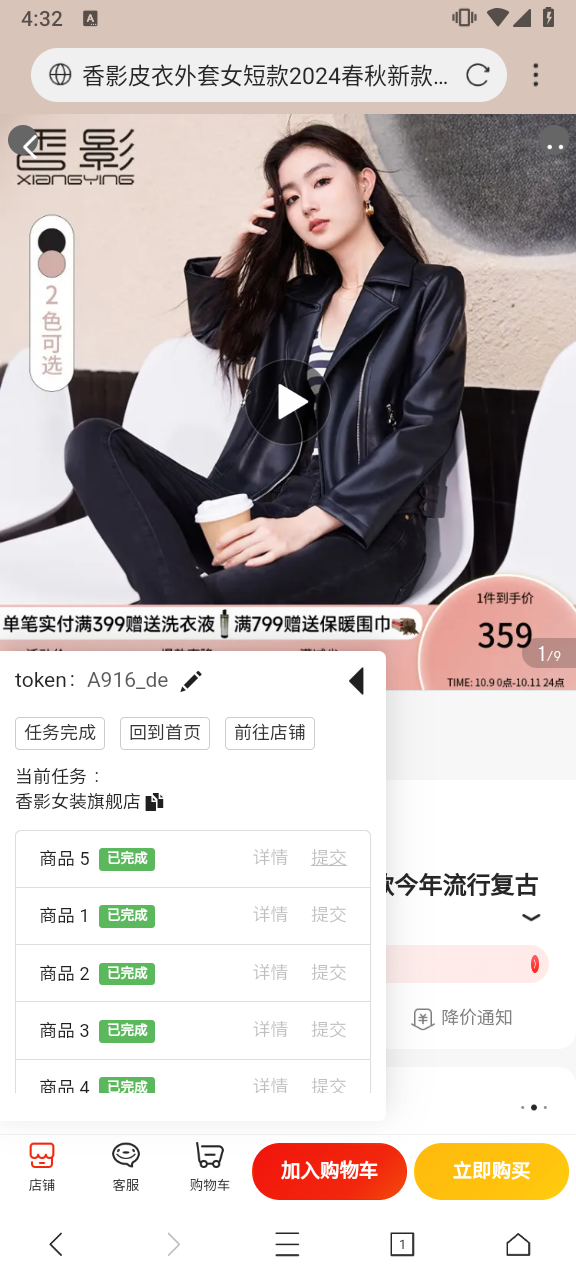 4:32
A
香影皮衣外套女短款2024春秋新款...
香影
XIANGYING
2
色
可
选
1件到手价
359
单笔实付满399赠送洗衣液
满799赠送保暖围巾
1/9
TIME: 10.9 0点-10.11 24点
token： A916_de
任务完成
回到首页
前往店铺
当前任务：
香影女装旗舰店
商品 5 已完成 详情 提交
商品 1 已完成 详情 提交
商品 2 已完成 详情 提交
商品 3 已完成 详情 提交
商品 4 已完成 详情 提交
今年流行复古
降价通知
店铺
客服
购物车
加入购物车
立即购买
1